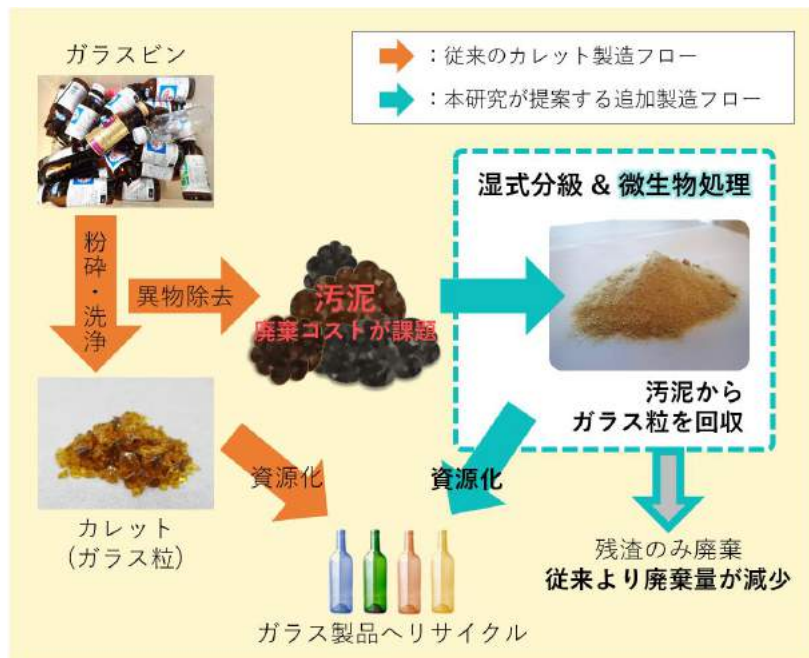 ガラスビン
:従来のカレット製造フロー
:本研究が提案する追加製造フロー
粉砕・洗浄
異物除去
汚泥
廃棄コストが課題
湿式分級 & 微生物処理
汚泥から
ガラス粒を回収
カレット
(ガラス粒)
資源化
資源化
残渣のみ廃棄
従来より廃棄量が減少
ガラス製品へリサイクル